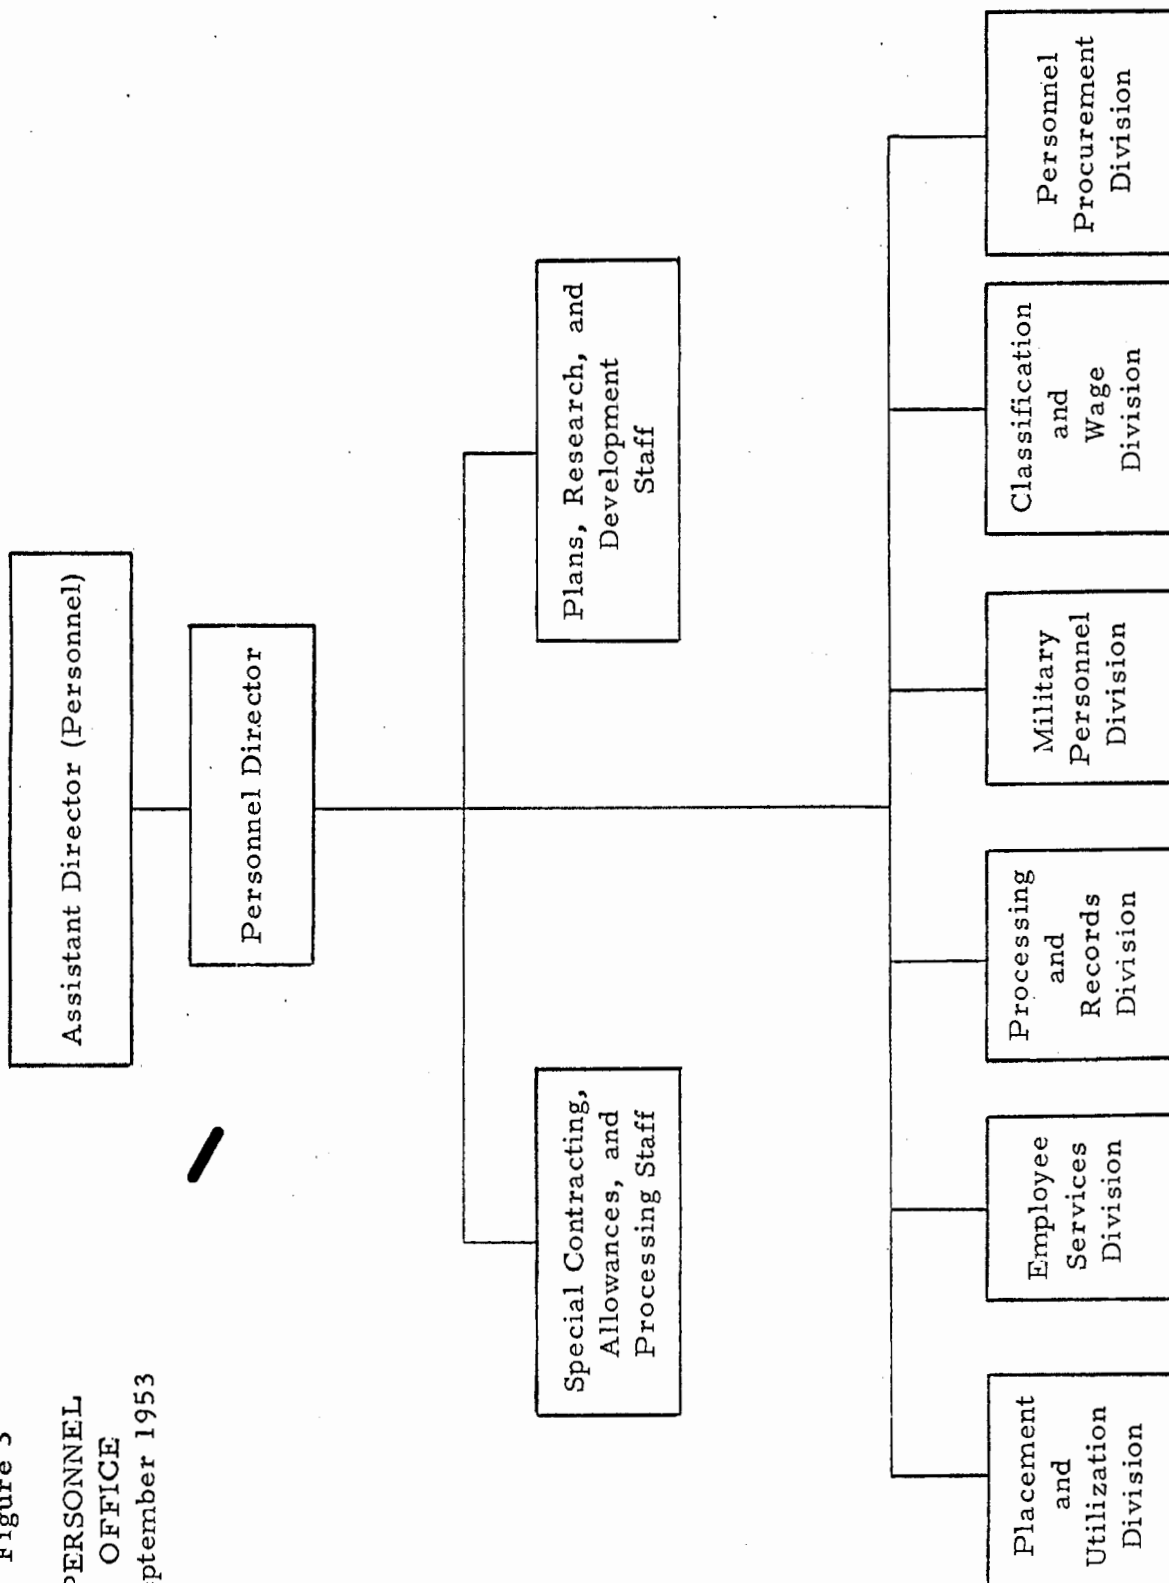 Figure 3
PERSONNEL
OFFICE
ptember 1953
Assistant Director (Personnel)
Personnel Director
Special Contracting,
Allowances, and
Processing Staff
Plans, Research, and
Development
Staff
Placement
and
Utilization
Division
Employee
Services
Division
Processing
and
Records
Division
Military
Personnel
Division
Classification
and
Wage
Division
Personnel
Procurement
Division